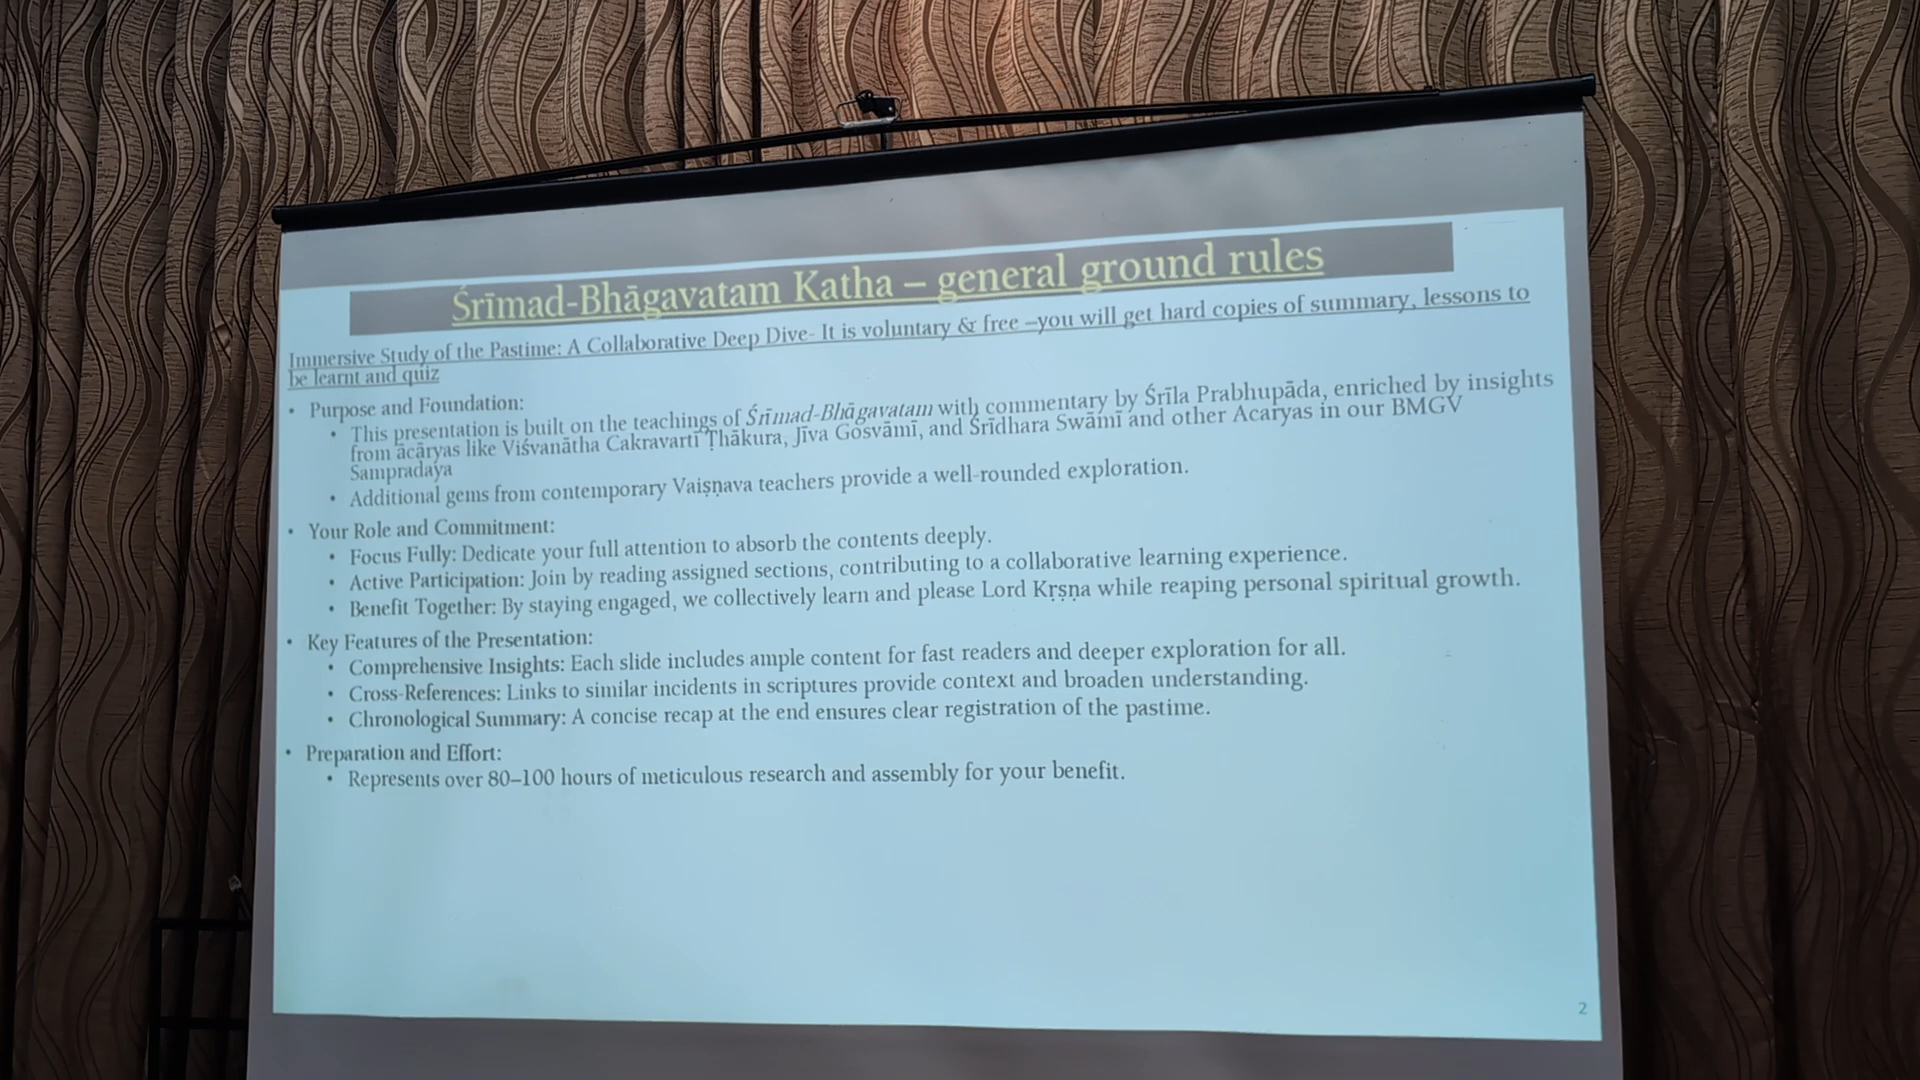 Śrīmad-Bhāgavatam Katha – general ground rules
Immersive Study of the Pastime: A Collaborative Deep Dive- It is voluntary & free –you will get hard copies of summary, lessons to
be learnt and quiz
• Purpose and Foundation:
• This presentation is built on the teachings of Śrīmad-Bhāgavatam with commentary by Śrīla Prabhupāda, enriched by insights
from ācāryas like Viśvanātha Cakravartī Ṭhākura, Jīva Gosvāmī, and Śrīdhara Swāmī and other Acaryas in our BMGV
Sampradaya
• Additional gems from contemporary Vaiṣṇava teachers provide a well-rounded exploration.
• Your Role and Commitment:
• Focus Fully: Dedicate your full attention to absorb the contents deeply.
• Active Participation: Join by reading assigned sections, contributing to a collaborative learning experience.
• Benefit Together: By staying engaged, we collectively learn and please Lord Kṛṣṇa while reaping personal spiritual growth.
• Key Features of the Presentation:
• Comprehensive Insights: Each slide includes ample content for fast readers and deeper exploration for all.
• Cross-References: Links to similar incidents in scriptures provide context and broaden understanding.
• Chronological Summary: A concise recap at the end ensures clear registration of the pastime.
• Preparation and Effort:
• Represents over 80–100 hours of meticulous research and assembly for your benefit.
2